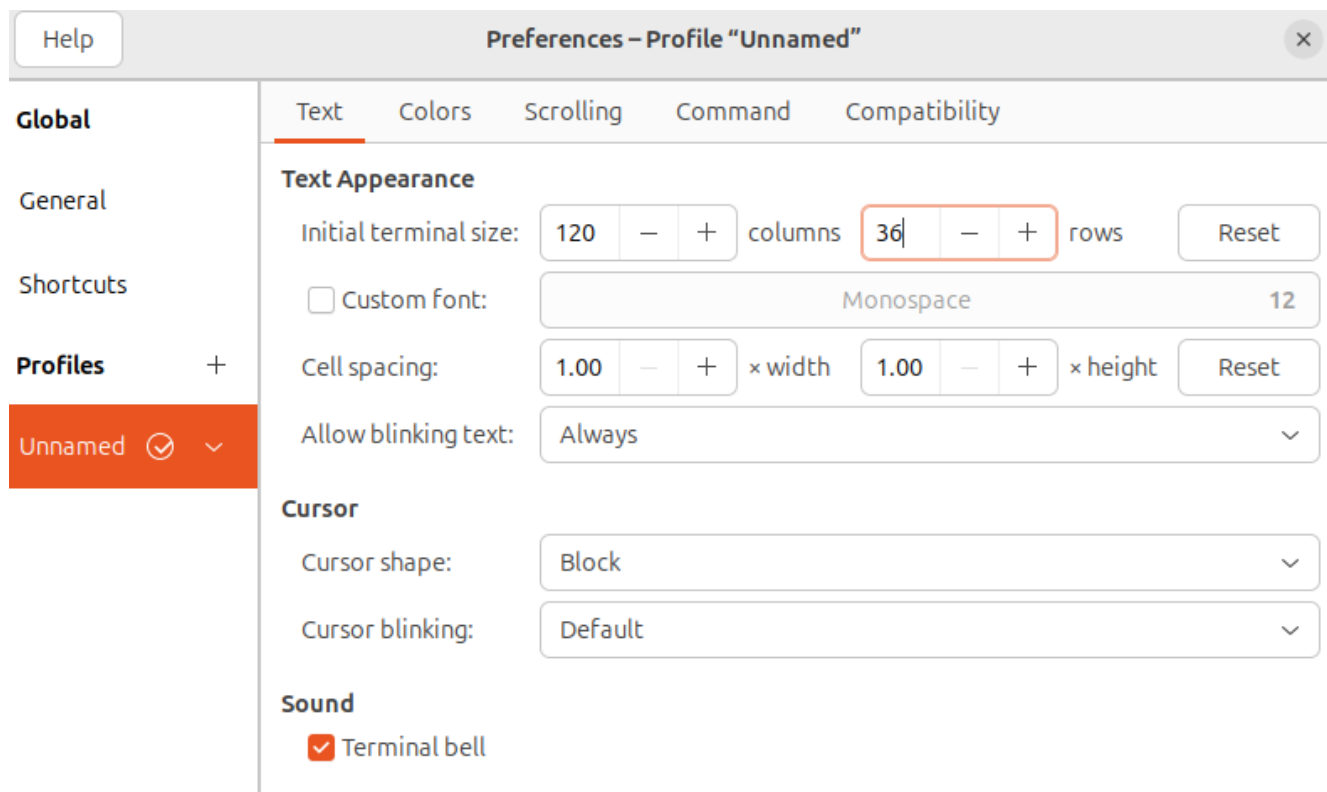 Help
Preferences – Profile “Unnamed”
Global
General
Shortcuts
Profiles
Unnamed
Text Colors Scrolling Command Compatibility
Text Appearance
Initial terminal size: 120 − + columns 36 − + rows Reset
Custom font: Monospace 12
Cell spacing: 1.00 − + × width 1.00 − + × height Reset
Allow blinking text: Always
Cursor
Cursor shape: Block
Cursor blinking: Default
Sound
Terminal bell